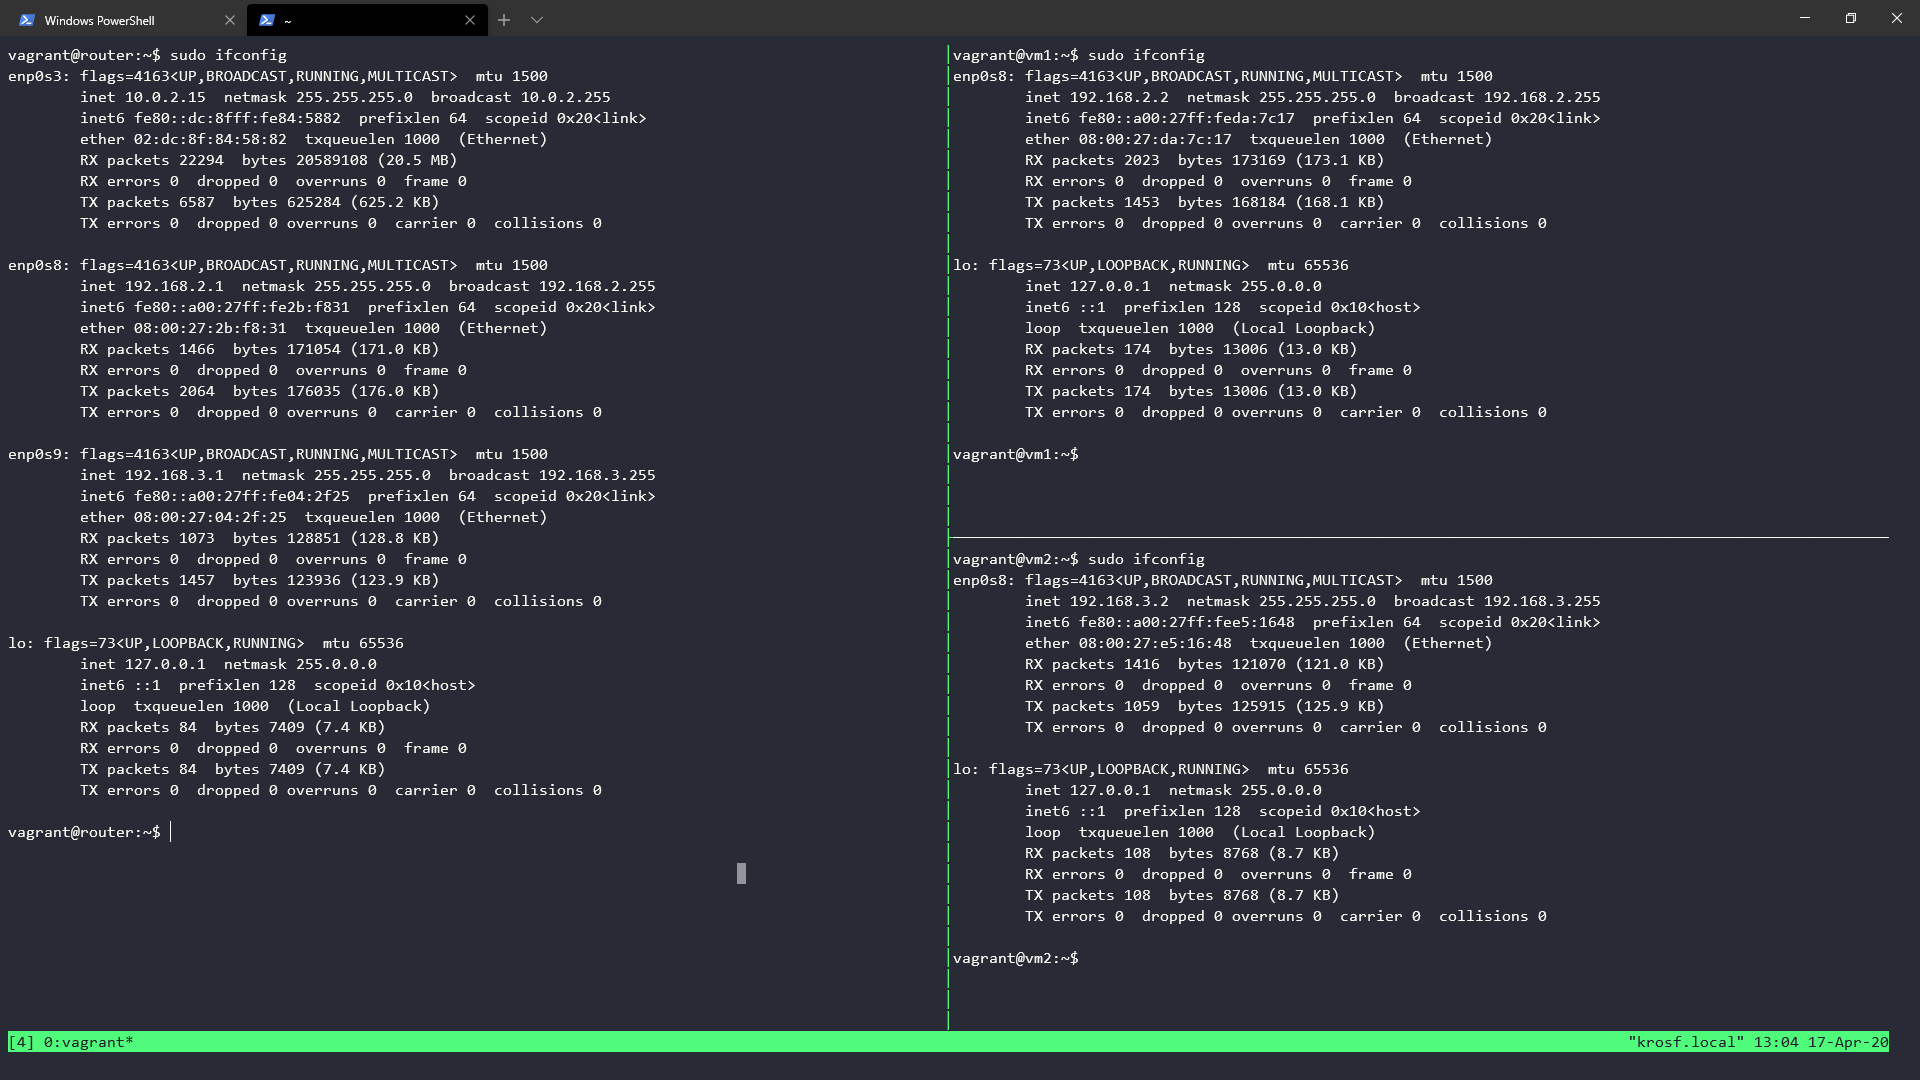 Windows PowerShell
~
vagrant@router:~$ sudo ifconfig
enp0s3: flags=4163<UP,BROADCAST,RUNNING,MULTICAST>  mtu 1500
        inet 10.0.2.15  netmask 255.255.255.0  broadcast 10.0.2.255
        inet6 fe80::dc:8fff:fe84:5882  prefixlen 64  scopeid 0x20<link>
        ether 02:dc:8f:84:58:82  txqueuelen 1000  (Ethernet)
        RX packets 22294  bytes 20589108 (20.5 MB)
        RX errors 0  dropped 0  overruns 0  frame 0
        TX packets 6587  bytes 625284 (625.2 KB)
        TX errors 0  dropped 0 overruns 0  carrier 0  collisions 0
enp0s8: flags=4163<UP,BROADCAST,RUNNING,MULTICAST>  mtu 1500
        inet 192.168.2.1  netmask 255.255.255.0  broadcast 192.168.2.255
        inet6 fe80::a00:27ff:fe2b:f831  prefixlen 64  scopeid 0x20<link>
        ether 08:00:27:2b:f8:31  txqueuelen 1000  (Ethernet)
        RX packets 1466  bytes 171054 (171.0 KB)
        RX errors 0  dropped 0  overruns 0  frame 0
        TX packets 2064  bytes 176035 (176.0 KB)
        TX errors 0  dropped 0 overruns 0  carrier 0  collisions 0
enp0s9: flags=4163<UP,BROADCAST,RUNNING,MULTICAST>  mtu 1500
        inet 192.168.3.1  netmask 255.255.255.0  broadcast 192.168.3.255
        inet6 fe80::a00:27ff:fe04:2f25  prefixlen 64  scopeid 0x20<link>
        ether 08:00:27:04:2f:25  txqueuelen 1000  (Ethernet)
        RX packets 1073  bytes 128851 (128.8 KB)
        RX errors 0  dropped 0  overruns 0  frame 0
        TX packets 1457  bytes 123936 (123.9 KB)
        TX errors 0  dropped 0 overruns 0  carrier 0  collisions 0
lo: flags=73<UP,LOOPBACK,RUNNING>  mtu 65536
        inet 127.0.0.1  netmask 255.0.0.0
        inet6 ::1  prefixlen 128  scopeid 0x10<host>
        loop  txqueuelen 1000  (Local Loopback)
        RX packets 84  bytes 7409 (7.4 KB)
        RX errors 0  dropped 0  overruns 0  frame 0
        TX packets 84  bytes 7409 (7.4 KB)
        TX errors 0  dropped 0 overruns 0  carrier 0  collisions 0
vagrant@router:~$
vagrant@vm1:~$ sudo ifconfig
enp0s8: flags=4163<UP,BROADCAST,RUNNING,MULTICAST>  mtu 1500
        inet 192.168.2.2  netmask 255.255.255.0  broadcast 192.168.2.255
        inet6 fe80::a00:27ff:feda:7c17  prefixlen 64  scopeid 0x20<link>
        ether 08:00:27:da:7c:17  txqueuelen 1000  (Ethernet)
        RX packets 2023  bytes 173169 (173.1 KB)
        RX errors 0  dropped 0  overruns 0  frame 0
        TX packets 1453  bytes 168184 (168.1 KB)
        TX errors 0  dropped 0 overruns 0  carrier 0  collisions 0
lo: flags=73<UP,LOOPBACK,RUNNING>  mtu 65536
        inet 127.0.0.1  netmask 255.0.0.0
        inet6 ::1  prefixlen 128  scopeid 0x10<host>
        loop  txqueuelen 1000  (Local Loopback)
        RX packets 174  bytes 13006 (13.0 KB)
        RX errors 0  dropped 0  overruns 0  frame 0
        TX packets 174  bytes 13006 (13.0 KB)
        TX errors 0  dropped 0 overruns 0  carrier 0  collisions 0
vagrant@vm1:~$
vagrant@vm2:~$ sudo ifconfig
enp0s8: flags=4163<UP,BROADCAST,RUNNING,MULTICAST>  mtu 1500
        inet 192.168.3.2  netmask 255.255.255.0  broadcast 192.168.3.255
        inet6 fe80::a00:27ff:fee5:1648  prefixlen 64  scopeid 0x20<link>
        ether 08:00:27:e5:16:48  txqueuelen 1000  (Ethernet)
        RX packets 1416  bytes 121070 (121.0 KB)
        RX errors 0  dropped 0  overruns 0  frame 0
        TX packets 1059  bytes 125915 (125.9 KB)
        TX errors 0  dropped 0 overruns 0  carrier 0  collisions 0
lo: flags=73<UP,LOOPBACK,RUNNING>  mtu 65536
        inet 127.0.0.1  netmask 255.0.0.0
        inet6 ::1  prefixlen 128  scopeid 0x10<host>
        loop  txqueuelen 1000  (Local Loopback)
        RX packets 108  bytes 8768 (8.7 KB)
        RX errors 0  dropped 0  overruns 0  frame 0
        TX packets 108  bytes 8768 (8.7 KB)
        TX errors 0  dropped 0 overruns 0  carrier 0  collisions 0
vagrant@vm2:~$
[4] 0:vagrant* "krosf.local" 13:04 17-Apr-20